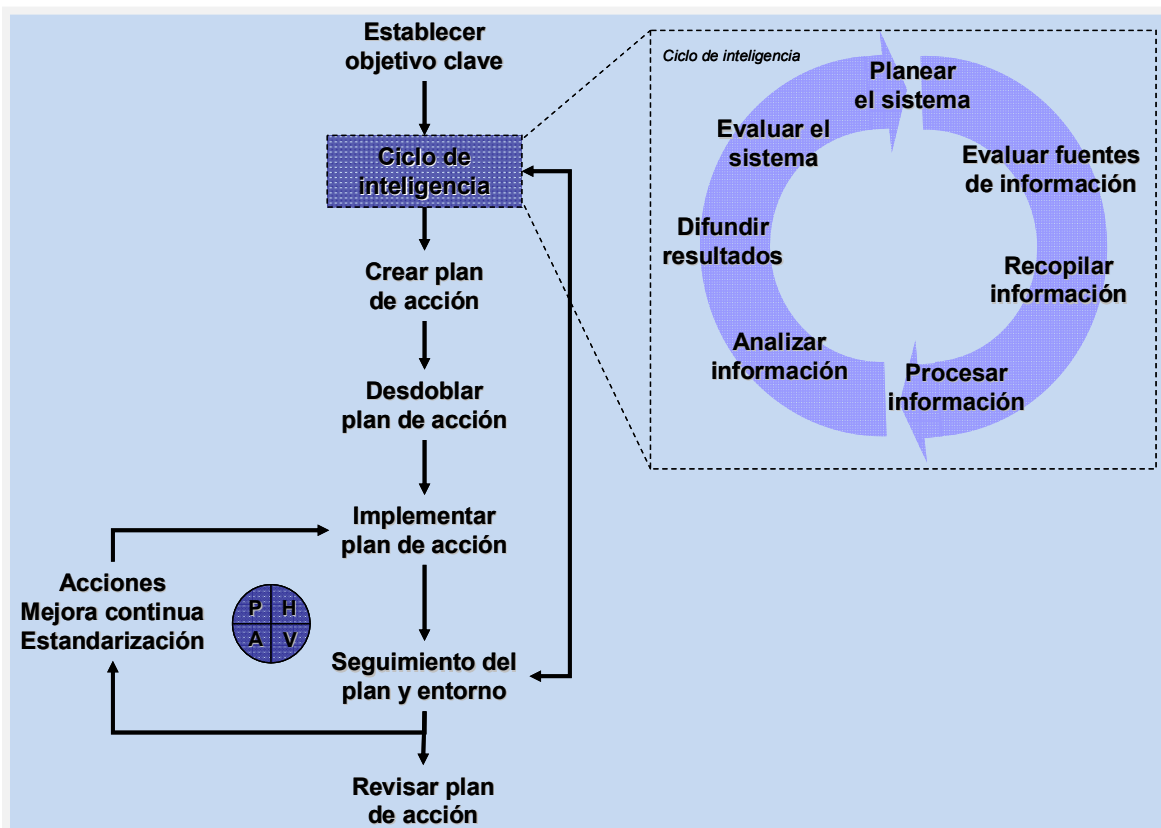 Establecer
objetivo clave
Ciclo de
inteligencia
Crear plan
de acción
Desdoblar
plan de acción
Implementar
plan de acción
Acciones
Mejora continua
Estandarización
P H
A V
Seguimiento del
plan y entorno
Revisar plan
de acción
Ciclo de inteligencia
Planear
el sistema
Evaluar fuentes
de información
Recopilar
información
Procesar
información
Analizar
información
Difundir
resultados
Evaluar el
sistema